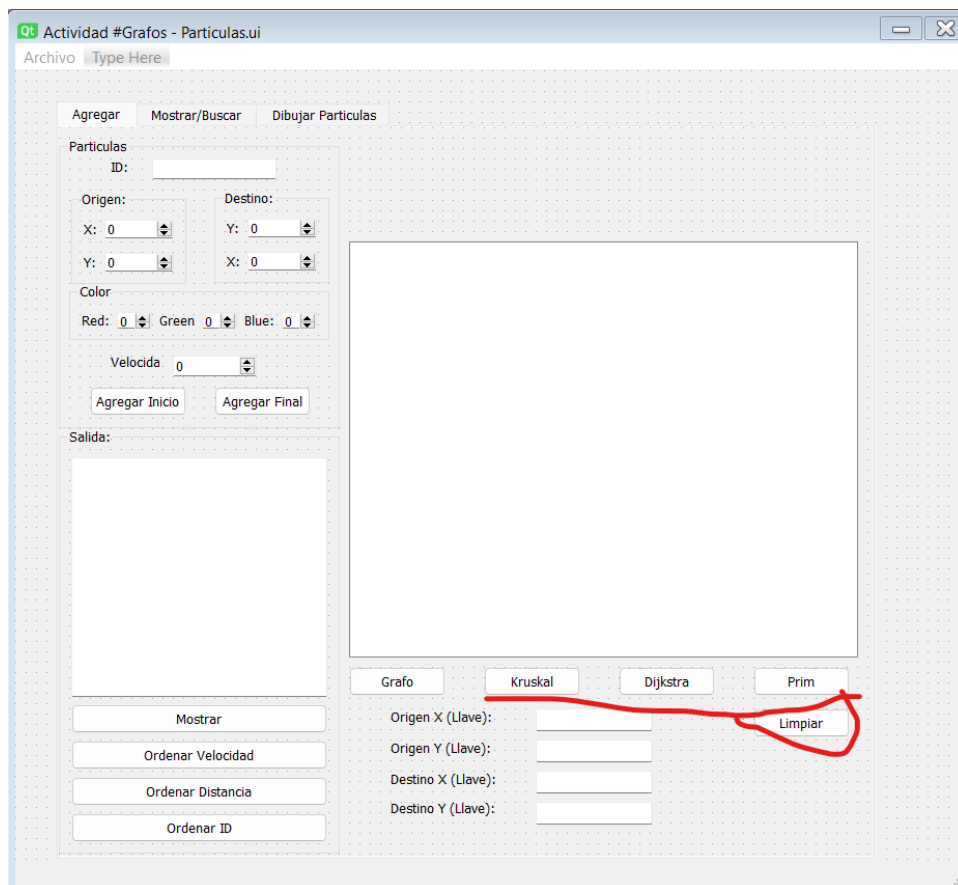 Qt Actividad #Grafos - Particulas.ui
Archivo Type Here
Agregar Mostrar/Buscar Dibujar Particulas
Particulas
ID:
Origen: Destino:
X: 0 Y: 0
Y: 0 X: 0
Color
Red: 0 Green 0 Blue: 0
Velocida 0
Agregar Inicio Agregar Final
Salida:
Grafo Kruskal Dijkstra Prim
Mostrar Origen X (Llave): Limpiar
Ordenar Velocidad Origen Y (Llave):
Ordenar Distancia Destino X (Llave):
Ordenar ID Destino Y (Llave):